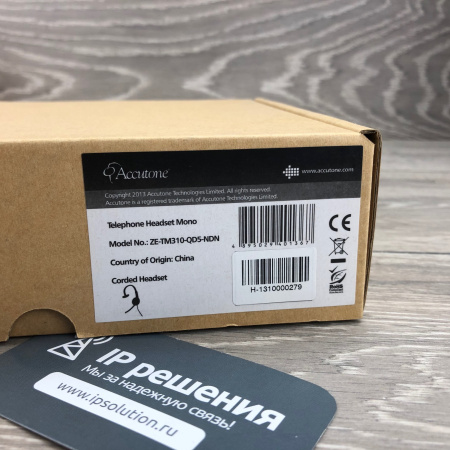 Accutone®
www.accutone.com
Copyright 2013 Accutone Technologies Limited. All rights reserved.
Accutone is a registered trademark of Accutone Technologies Limited.
Telephone Headset Mono
Model No.: ZE-TM310-QD5-NDN
Country of Origin: China
Corded Headset
CE
RoHS
H-1310000279
IP решения
Мы за надежную связь!
www.ipsolution.ru